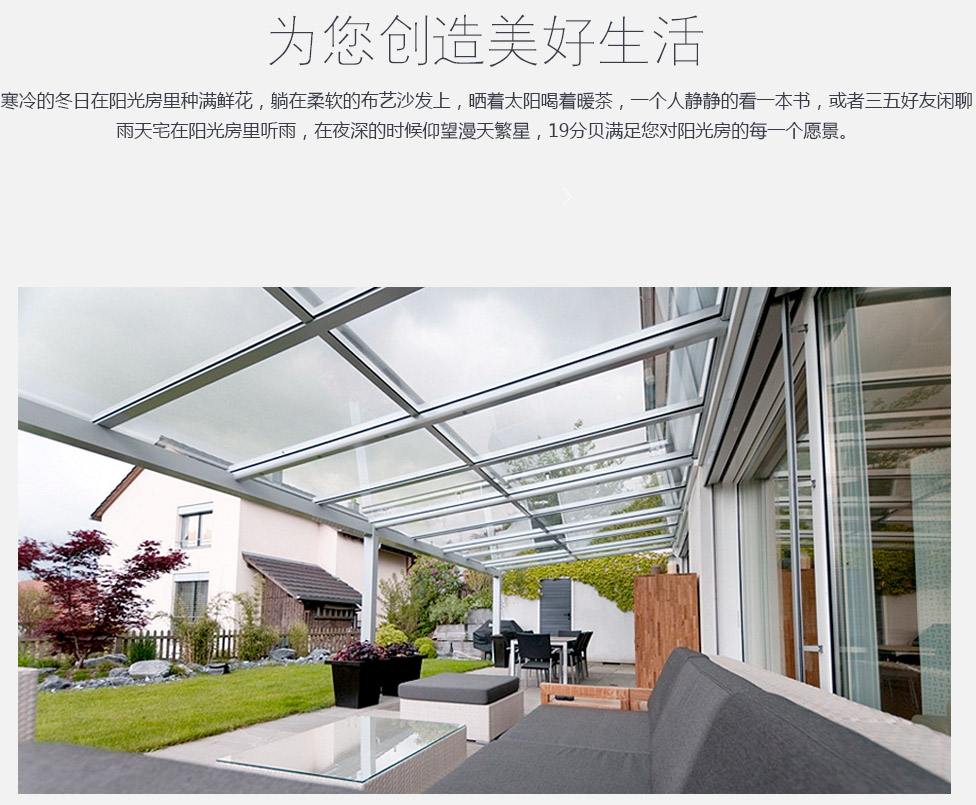 为您创造美好生活
寒冷的冬日在阳光房里种满鲜花，躺在柔软的布艺沙发上，晒着太阳喝着暖茶，一个人静静的看一本书，或者三五好友闲聊
雨天宅在阳光房里听雨，在夜深的时候仰望漫天繁星，19分贝满足您对阳光房的每一个愿景。